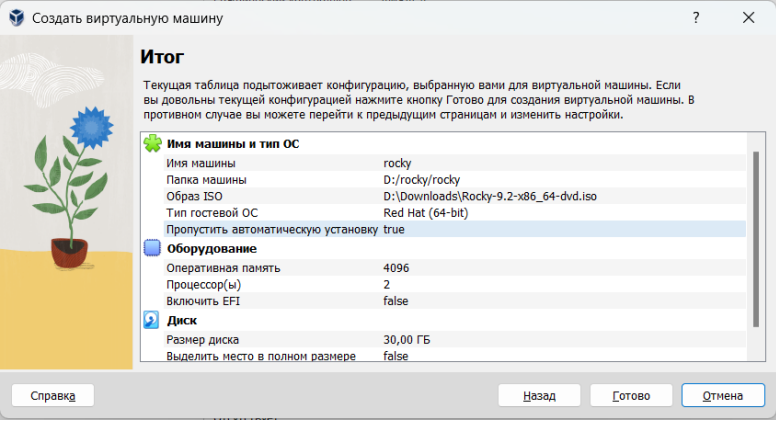 Создать виртуальную машину
?
Итог
Текущая таблица подытоживает конфигурацию, выбранную вами для виртуальной машины. Если
вы довольны текущей конфигурацией нажмите кнопку Готово для создания виртуальной машины. В
противном случае вы можете перейти к предыдущим страницам и изменить настройки.
Имя машины и тип ОС
Имя машины rocky
Папка машины D:/rocky/rocky
Образ ISO D:\Downloads\Rocky-9.2-x86_64-dvd.iso
Тип гостевой ОС Red Hat (64-bit)
Пропустить автоматическую установку true
Оборудование
Оперативная память 4096
Процессор(ы) 2
Включить EFI false
Диск
Размер диска 30,00 ГБ
Выделить место в полном размере false
Справка Назад Готово Отмена